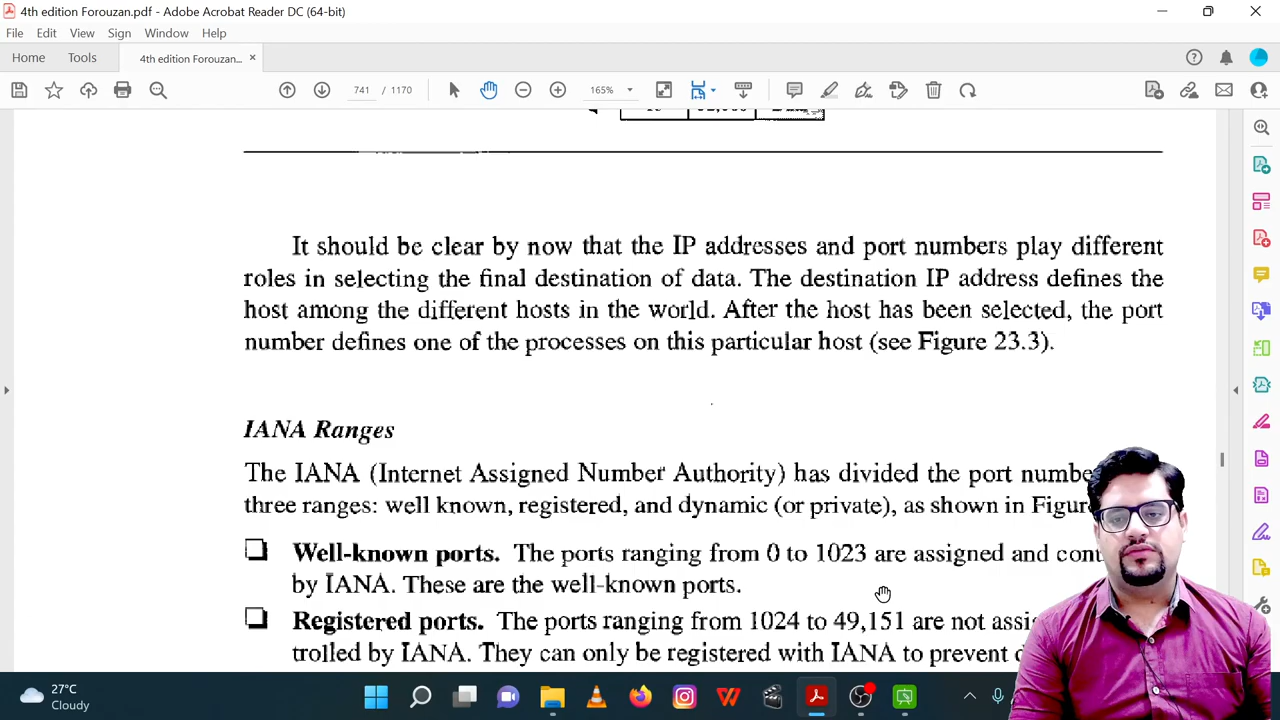 4th edition Forouzan.pdf - Adobe Acrobat Reader DC (64-bit)
File Edit View Sign Window Help
Home Tools 4th edition Forouzan... ×
741 / 1170 165%
It should be clear by now that the IP addresses and port numbers play different
roles in selecting the final destination of data. The destination IP address defines the
host among the different hosts in the world. After the host has been selected, the port
number defines one of the processes on this particular host (see Figure 23.3).
IANA Ranges
The IANA (Internet Assigned Number Authority) has divided the port numbe
three ranges: well known, registered, and dynamic (or private), as shown in Figure
Well-known ports. The ports ranging from 0 to 1023 are assigned and cont
by IANA. These are the well-known ports.
Registered ports. The ports ranging from 1024 to 49,151 are not assig
trolled by IANA. They can only be registered with IANA to prevent d
27°C
Cloudy